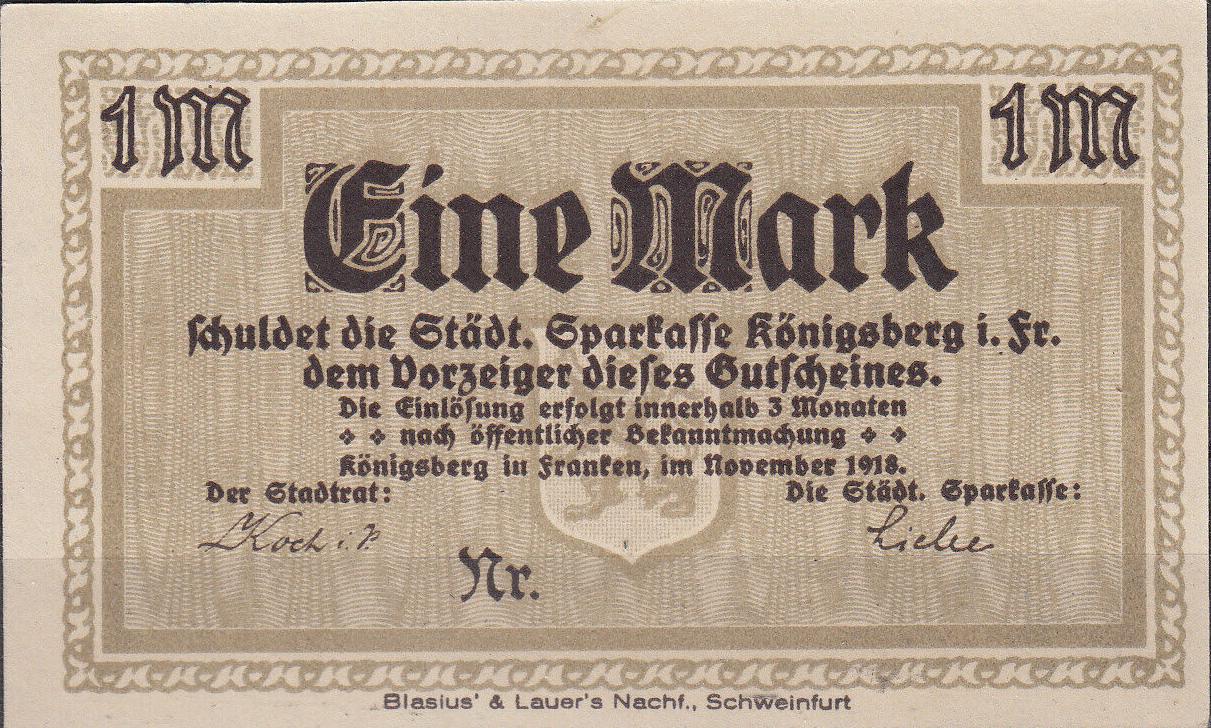 1 M 1 M
Eine Mark
schuldet die Städt. Sparkasse Königsberg i. Fr.
dem Vorzeiger dieses Gutscheines.
Die Einlösung erfolgt innerhalb 3 Monaten
nach öffentlicher Bekanntmachung
Königsberg in Franken, im November 1918.
Der Stadtrat: Die Städt. Sparkasse:
Koch i. V.
Nr.
Blasius' & Lauer's Nachf., Schweinfurt